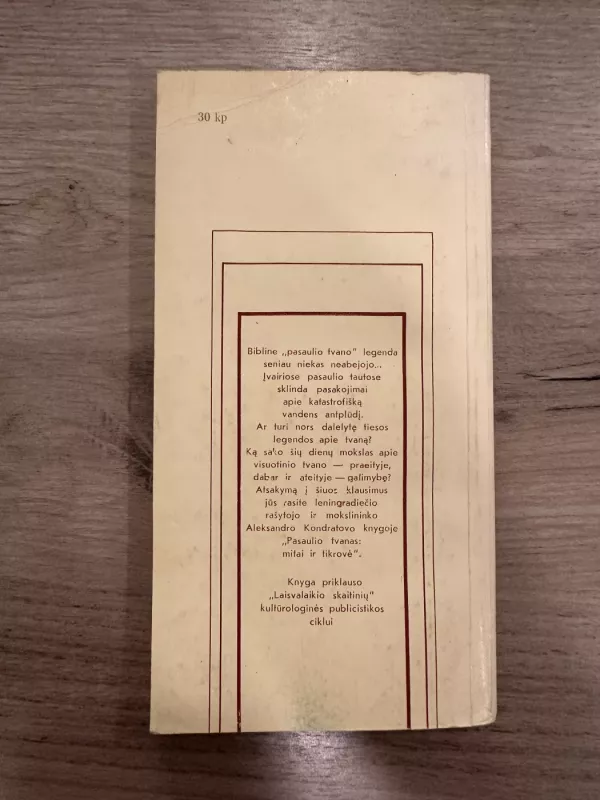 30 kp
Bibline „pasaulio tvano" legenda
seniau niekas neabejojo...
Įvairiose pasaulio tautose
sklinda pasakojimai
apie katastrofišką
vandens antplūdį.
Ar turi nors dalelytę tiesos
legendos apie tvaną?
Ką sako šių dienų mokslas apie
visuotinio tvano — praeityje,
dabar ir ateityje — galimybę?
Atsakymą į šiuos klausimus
jūs rasite leningradiečio
rašytojo ir mokslininko
Aleksandro Kondratovo knygoje
„Pasaulio tvanas:
mitai ir tikrovė".
Knyga priklauso
„Laisvalaikio skaitinių"
kultūrologinės publicistikos
ciklui